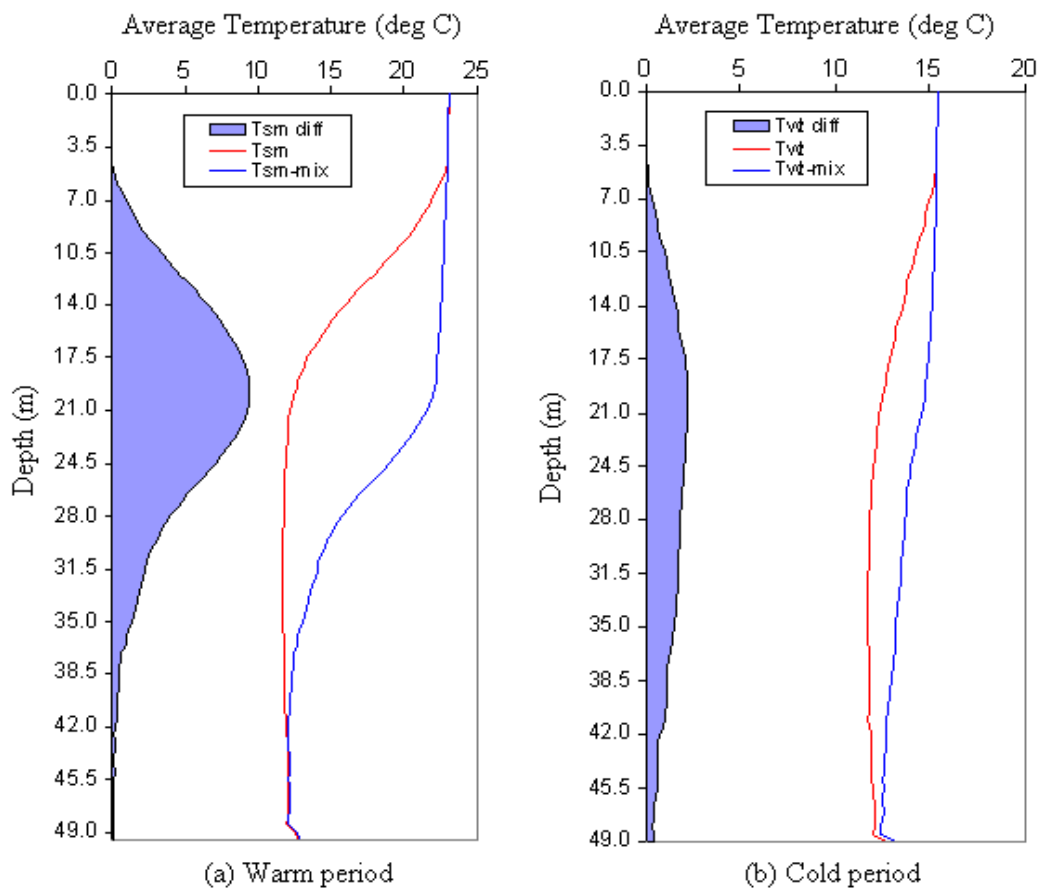 Average Temperature (deg C)
0 5 10 15 20 25
0.0
3.5
7.0
10.5
14.0
17.5
21.0
24.5
28.0
31.5
35.0
38.5
42.0
45.5
49.0
Depth (m)
Tsm diff
Tsm
Tsm-mix
(a) Warm period
Average Temperature (deg C)
0 5 10 15 20
0.0
3.5
7.0
10.5
14.0
17.5
21.0
24.5
28.0
31.5
35.0
38.5
42.0
45.5
49.0
Depth (m)
Twt diff
Twt
Twt-mix
(b) Cold period